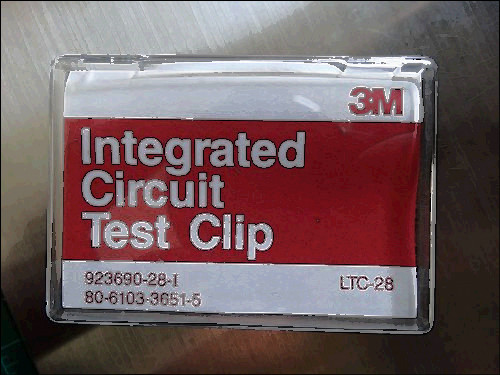 3M
Integrated
Circuit
Test Clip
923690-28-I
80-6103-3651-5
LTC-28